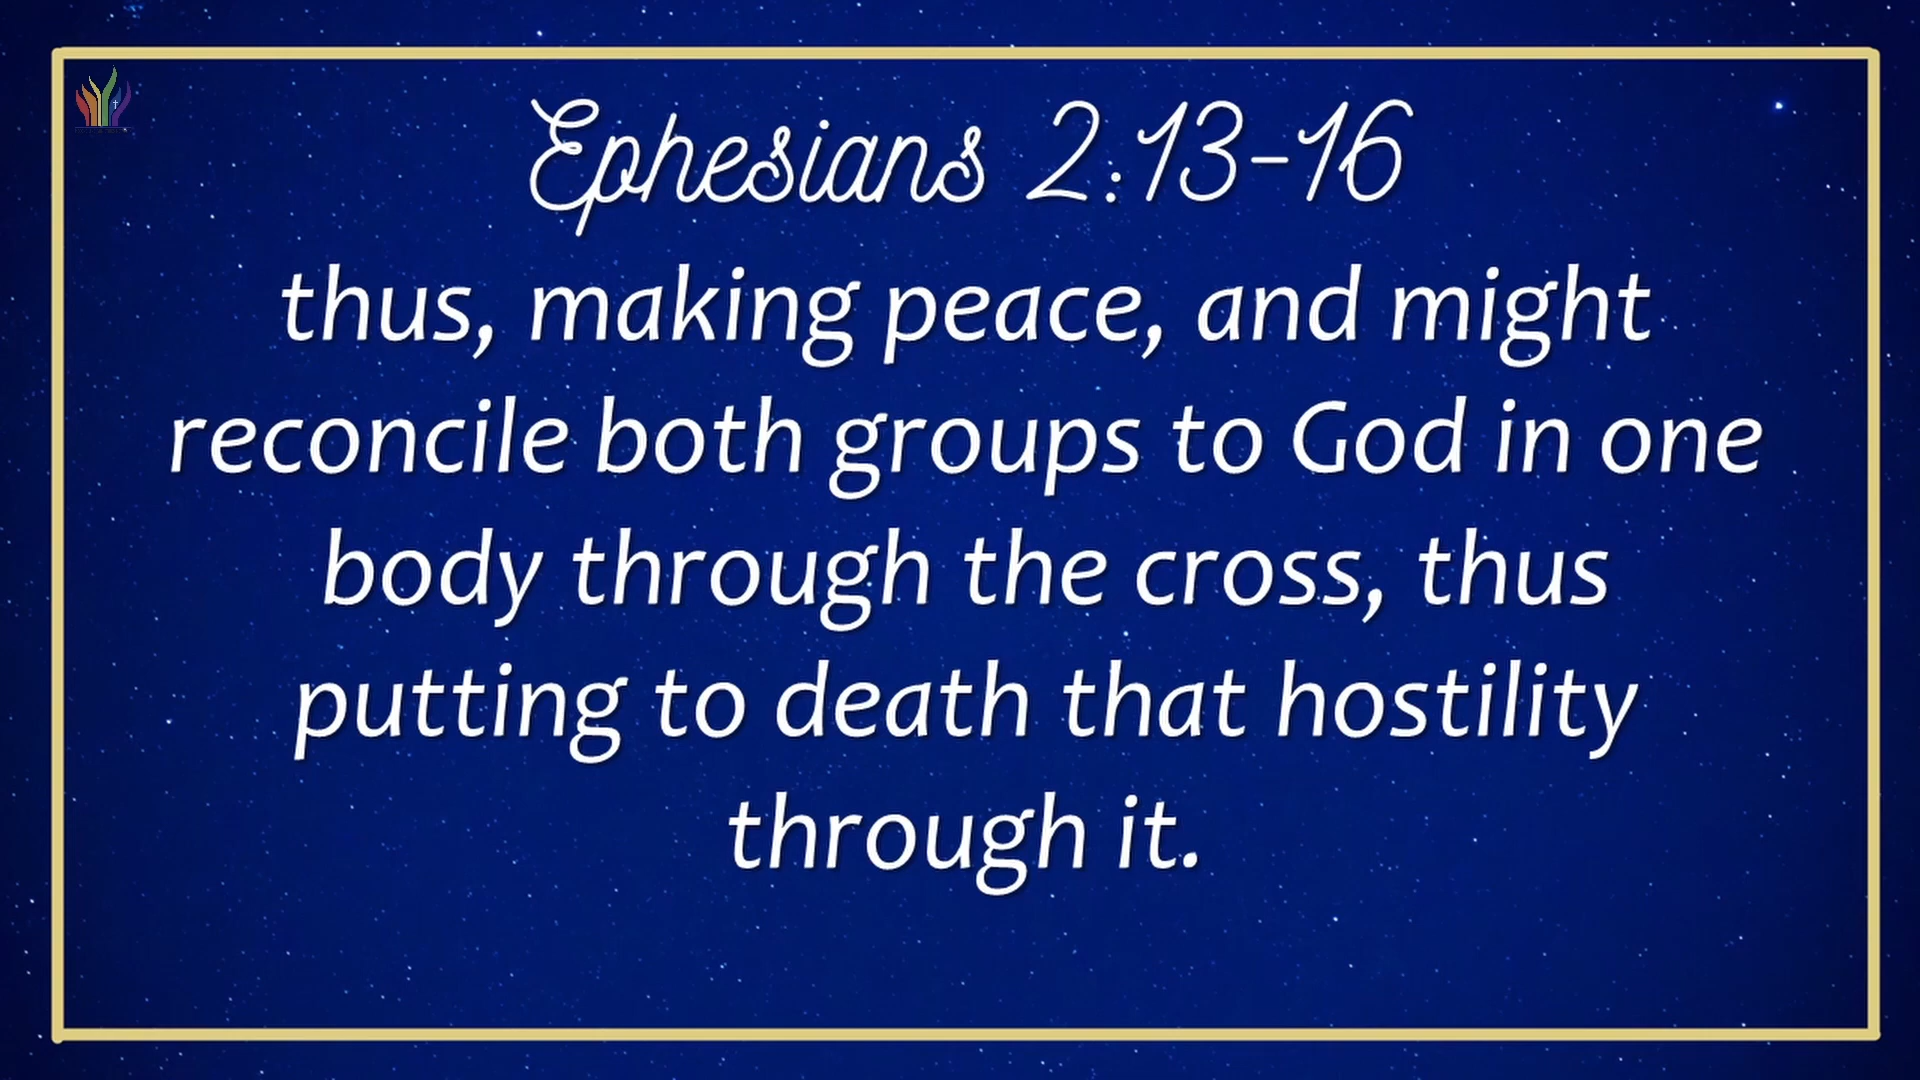 Ephesians 2:13-16
thus, making peace, and might
reconcile both groups to God in one
body through the cross, thus
putting to death that hostility
through it.